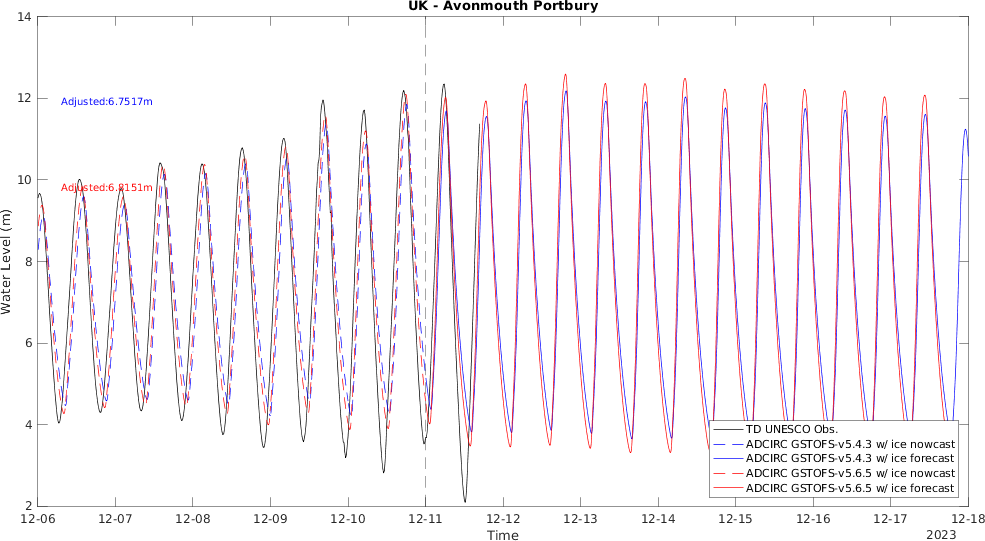 UK - Avonmouth Portbury
14
12
10
8
6
4
2
Water Level (m)
Adjusted:6.7517m
Adjusted:6.8151m
TD UNESCO Obs.
ADCIRC GSTOFS-v5.4.3 w/ ice nowcast
ADCIRC GSTOFS-v5.4.3 w/ ice forecast
ADCIRC GSTOFS-v5.6.5 w/ ice nowcast
ADCIRC GSTOFS-v5.6.5 w/ ice forecast
12-06 12-07 12-08 12-09 12-10 12-11 12-12 12-13 12-14 12-15 12-16 12-17 12-18
Time
2023